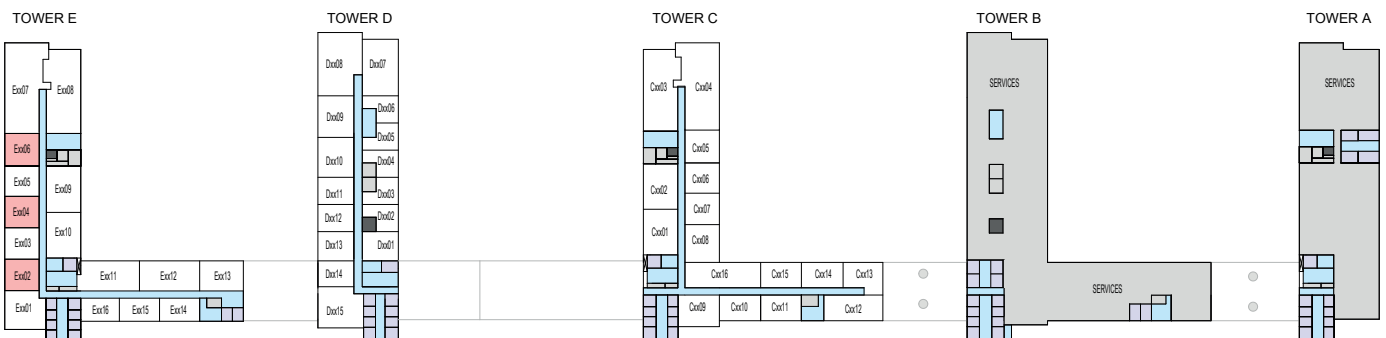 TOWER E
TOWER D
TOWER C
TOWER B
TOWER A
Exx07
Exx08
Exx06
Exx05
Exx09
Exx04
Exx03
Exx10
Exx02
Exx11
Exx12
Exx13
Exx01
Exx16
Exx15
Exx14
Dxx08
Dxx07
Dxx09
Dxx06
Dxx05
Dxx10
Dxx04
Dxx11
Dxx03
Dxx12
Dxx02
Dxx13
Dxx01
Dxx14
Dxx15
Cxx03
Cxx04
Cxx05
Cxx02
Cxx06
Cxx07
Cxx01
Cxx08
Cxx16
Cxx15
Cxx14
Cxx13
Cxx09
Cxx10
Cxx11
Cxx12
SERVICES
SERVICES
SERVICES